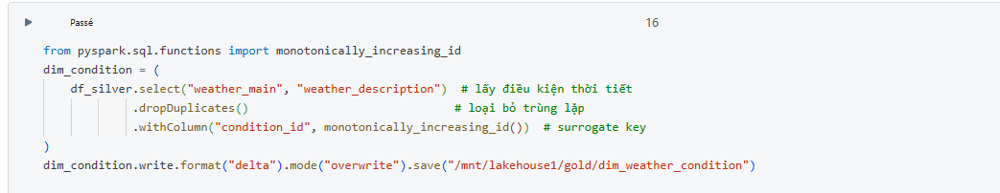 Passé 16
from pyspark.sql.functions import monotonically_increasing_id
dim_condition = (
df_silver.select("weather_main", "weather_description") # lấy điều kiện thời tiết
.dropDuplicates() # loại bỏ trùng lặp
.withColumn("condition_id", monotonically_increasing_id()) # surrogate key
)
dim_condition.write.format("delta").mode("overwrite").save("/mnt/lakehouse1/gold/dim_weather_condition")